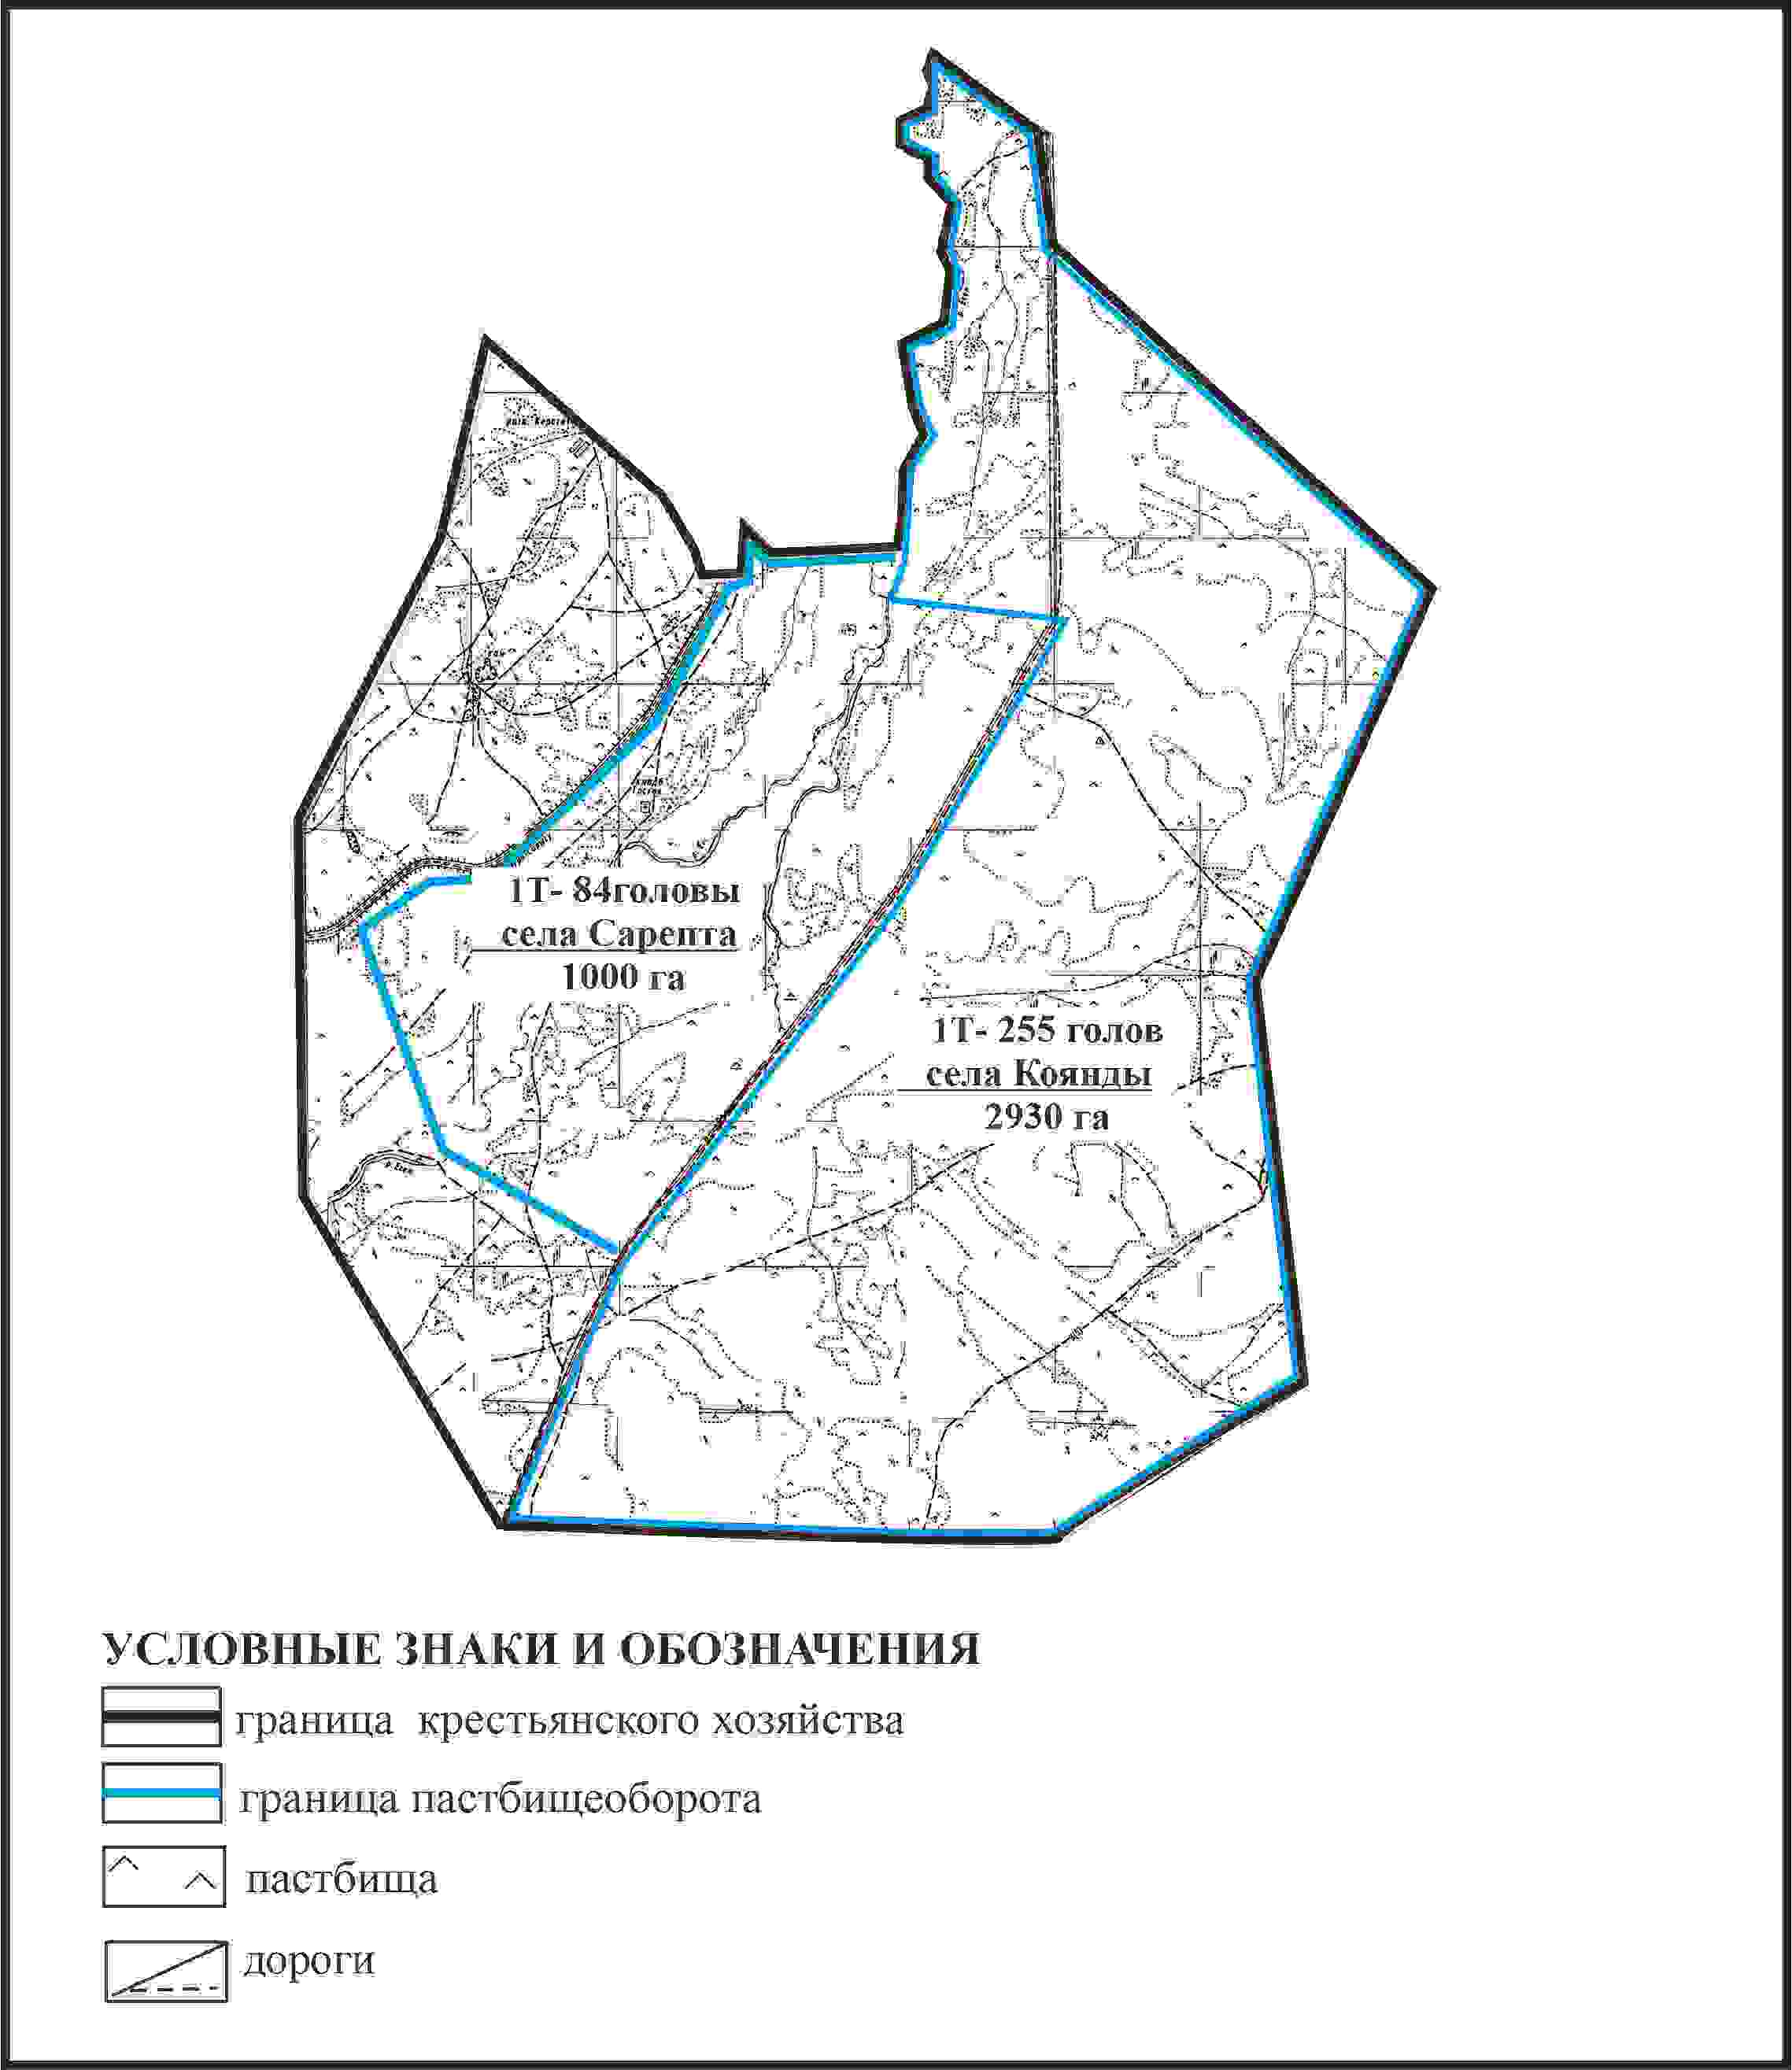 1Т- 84головы
села Сарепта
1000 га
1Т- 255 голов
села Коянды
2930 га
УСЛОВНЫЕ ЗНАКИ И ОБОЗНАЧЕНИЯ
граница крестьянского хозяйства
граница пастбищеоборота
пастбища
дороги